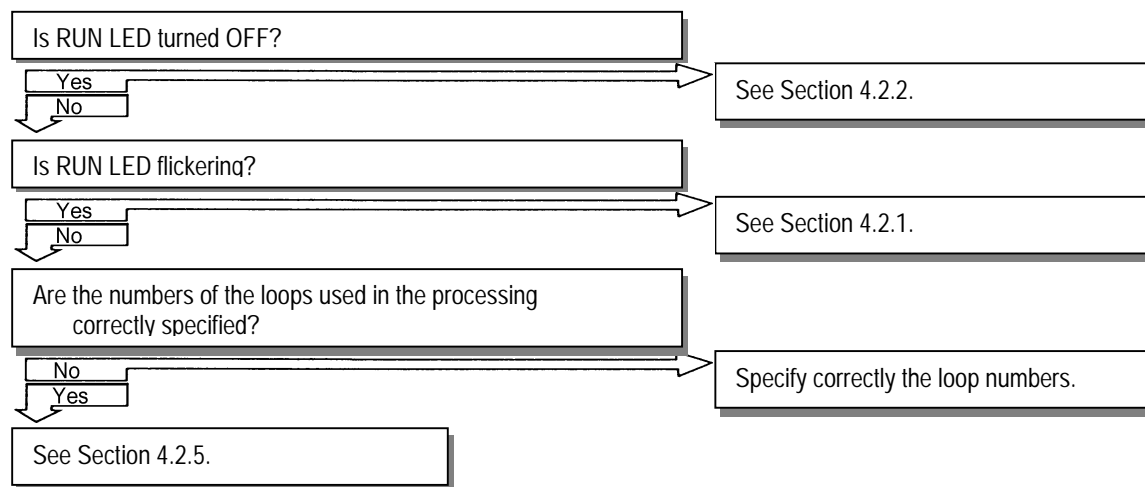 Is RUN LED turned OFF?
Yes
See Section 4.2.2.
No
Is RUN LED flickering?
Yes
See Section 4.2.1.
No
Are the numbers of the loops used in the processing
correctly specified?
No
Specify correctly the loop numbers.
Yes
See Section 4.2.5.